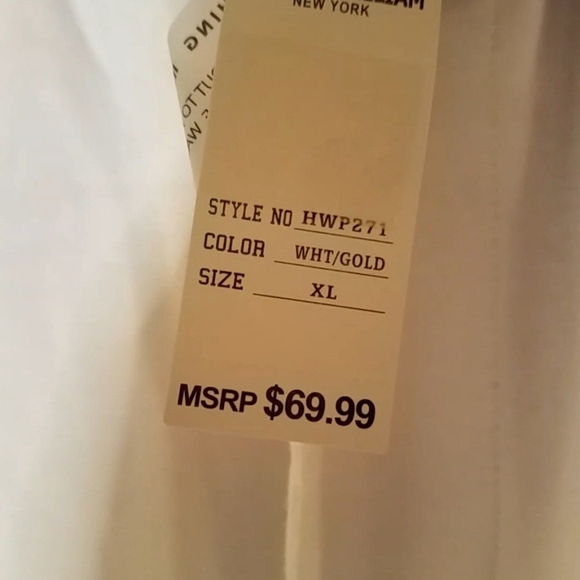 NEW YORK
STYLE NO HWP271
COLOR WHT/GOLD
SIZE XL
MSRP $69.99